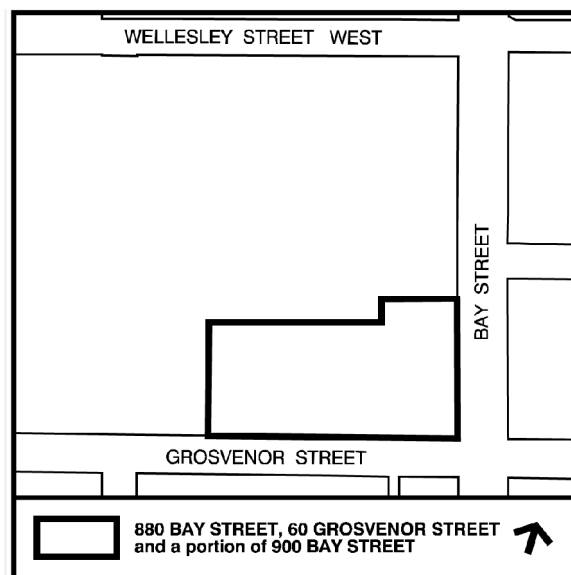 WELLESLEY STREET WEST
BAY STREET
GROSVENOR STREET
880 BAY STREET, 60 GROSVENOR STREET
and a portion of 900 BAY STREET